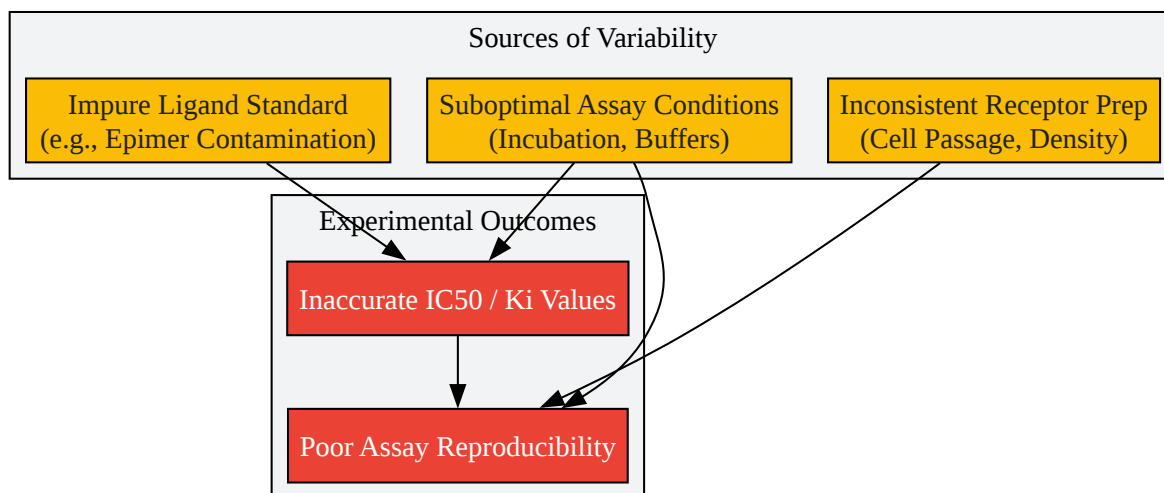 Sources of Variability
Impure Ligand Standard
(e.g., Epimer Contamination)
Suboptimal Assay Conditions
(Incubation, Buffers)
Inconsistent Receptor Prep
(Cell Passage, Density)
Experimental Outcomes
Inaccurate IC50 / Ki Values
Poor Assay Reproducibility